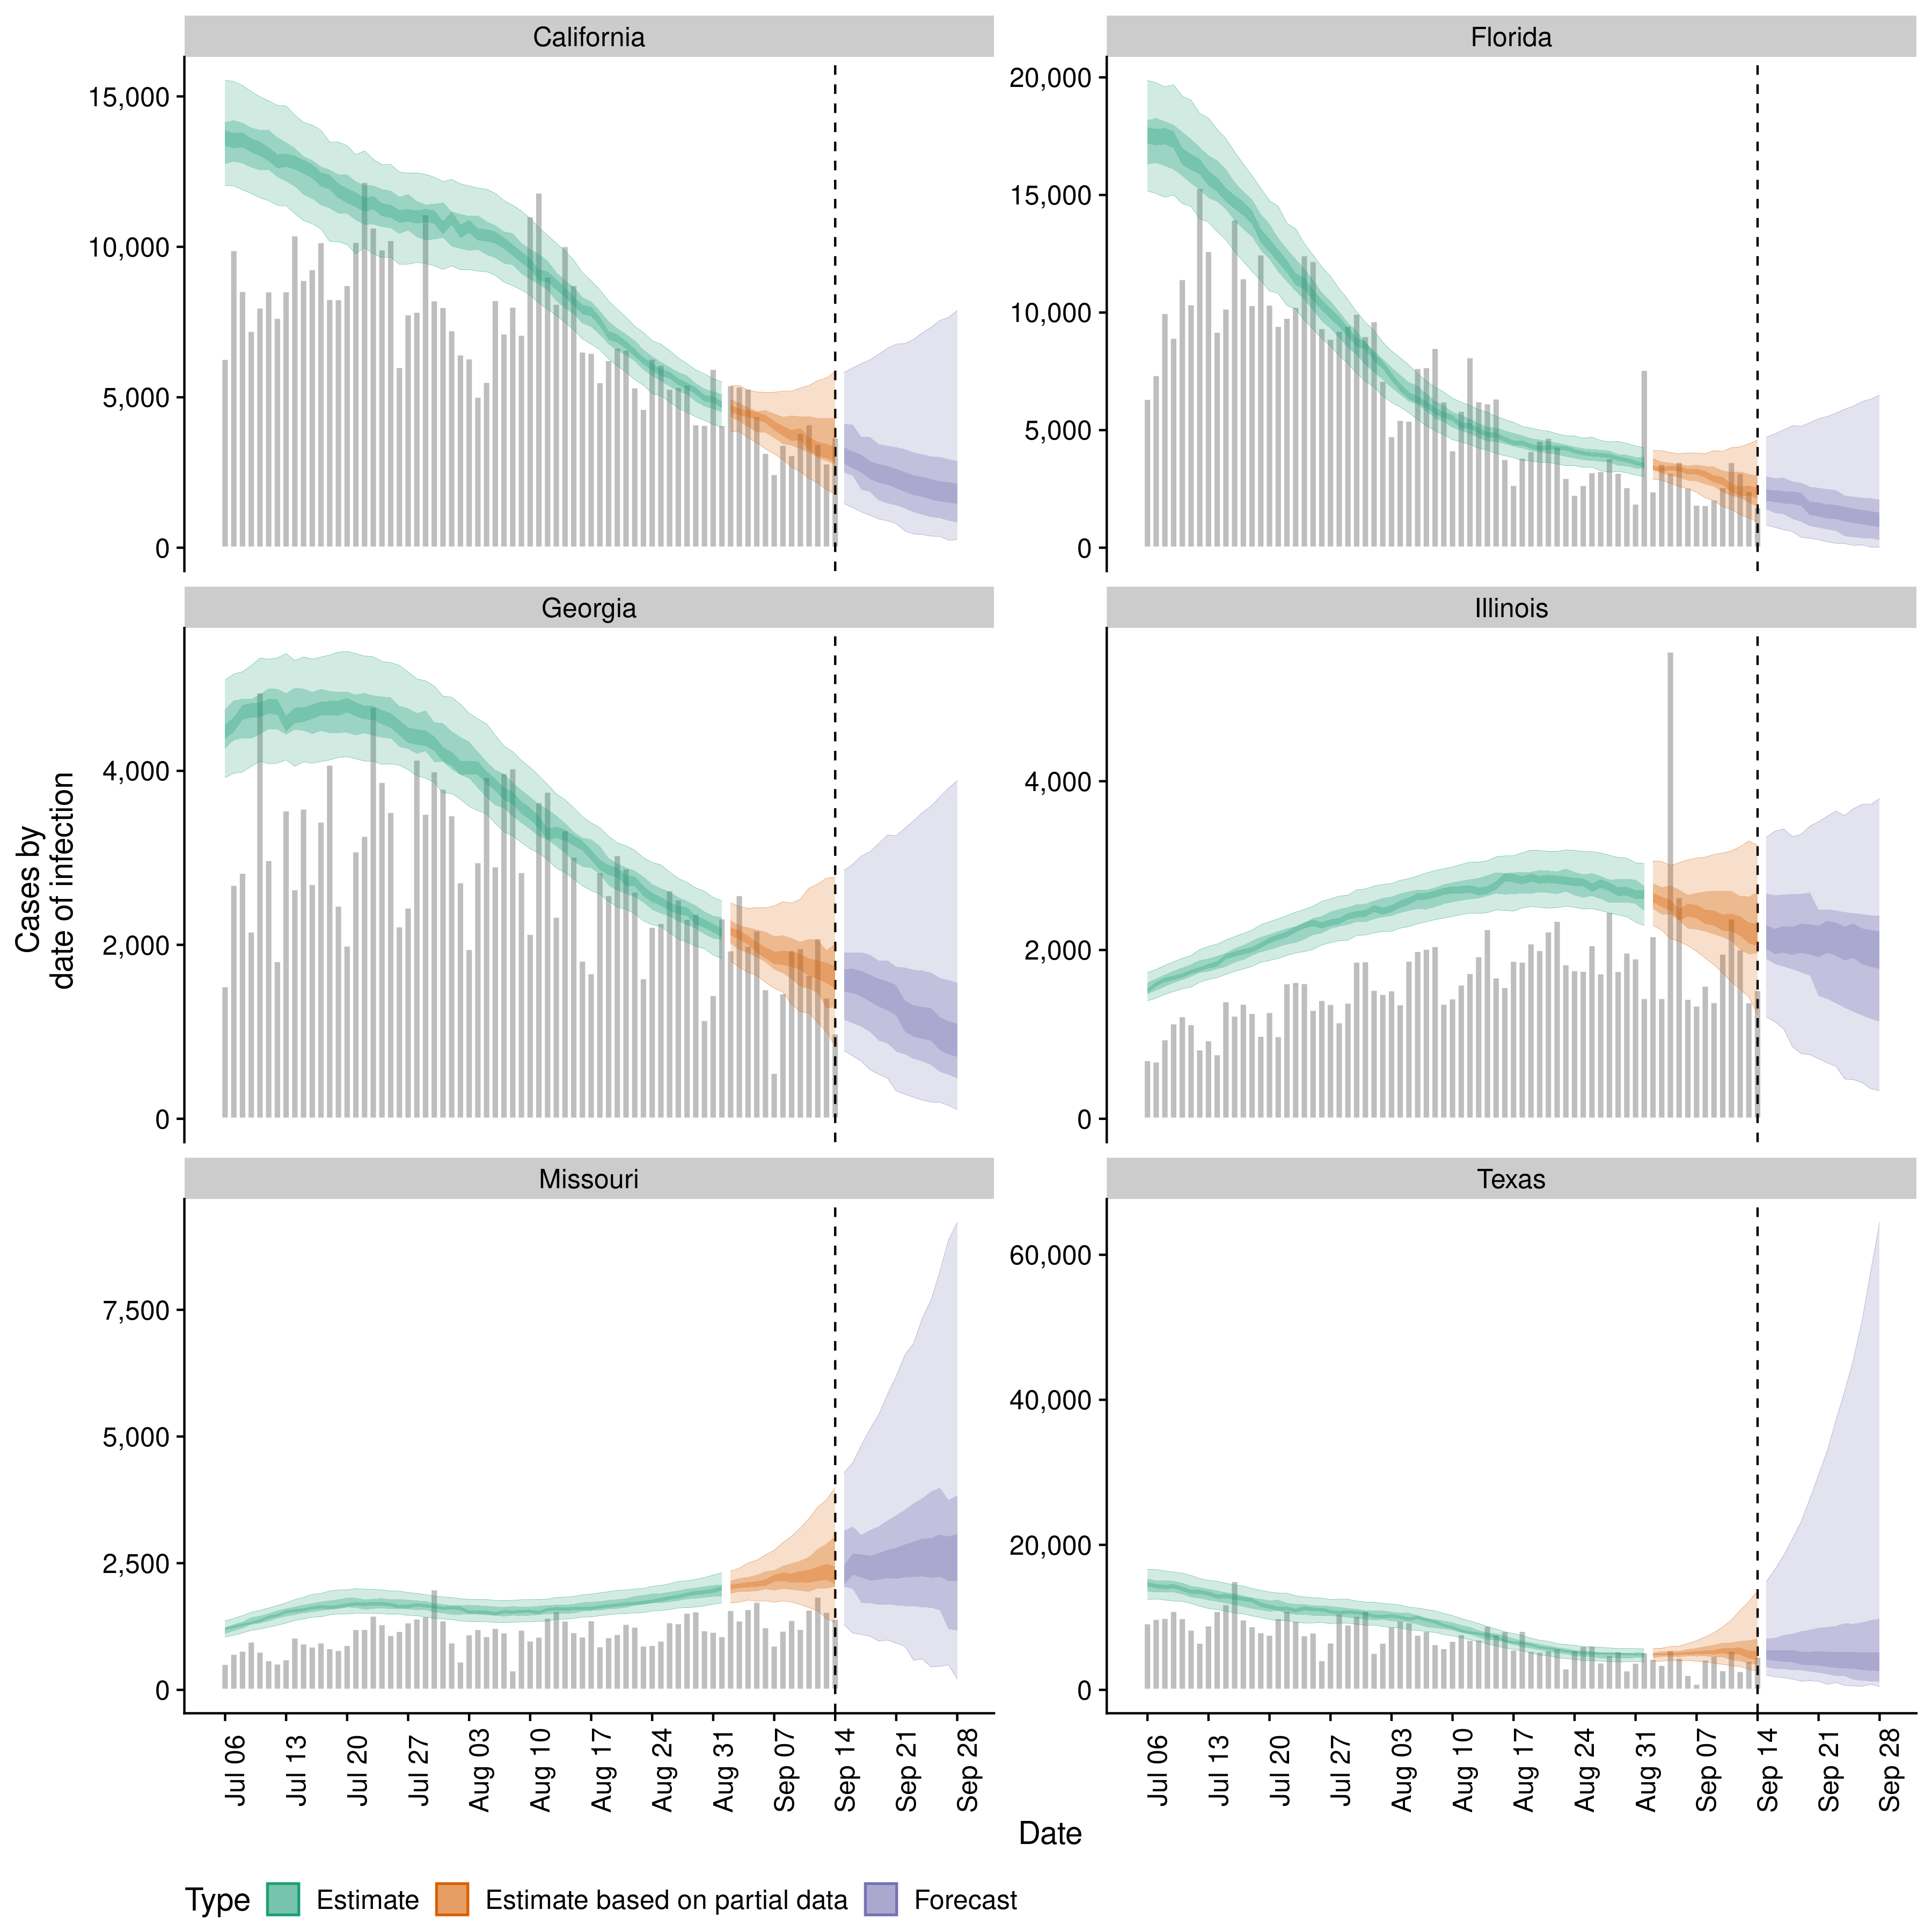 California
Florida
15,000
10,000
5,000
0
20,000
15,000
10,000
5,000
0
Georgia
Illinois
4,000
2,000
0
4,000
2,000
0
Cases by
date of infection
Missouri
Texas
7,500
5,000
2,500
0
60,000
40,000
20,000
0
Jul 06
Jul 13
Jul 20
Jul 27
Aug 03
Aug 10
Aug 17
Aug 24
Aug 31
Sep 07
Sep 14
Sep 21
Sep 28
Jul 06
Jul 13
Jul 20
Jul 27
Aug 03
Aug 10
Aug 17
Aug 24
Aug 31
Sep 07
Sep 14
Sep 21
Sep 28
Date
Type Estimate Estimate based on partial data Forecast